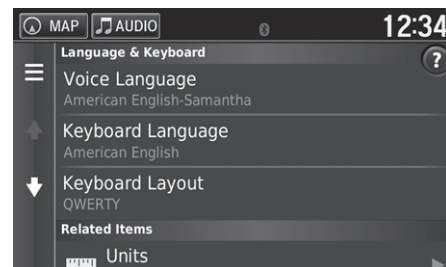 MAP AUDIO 12:34
Language & Keyboard
?
Voice Language
American English-Samantha
Keyboard Language
American English
Keyboard Layout
QWERTY
Related Items
Units